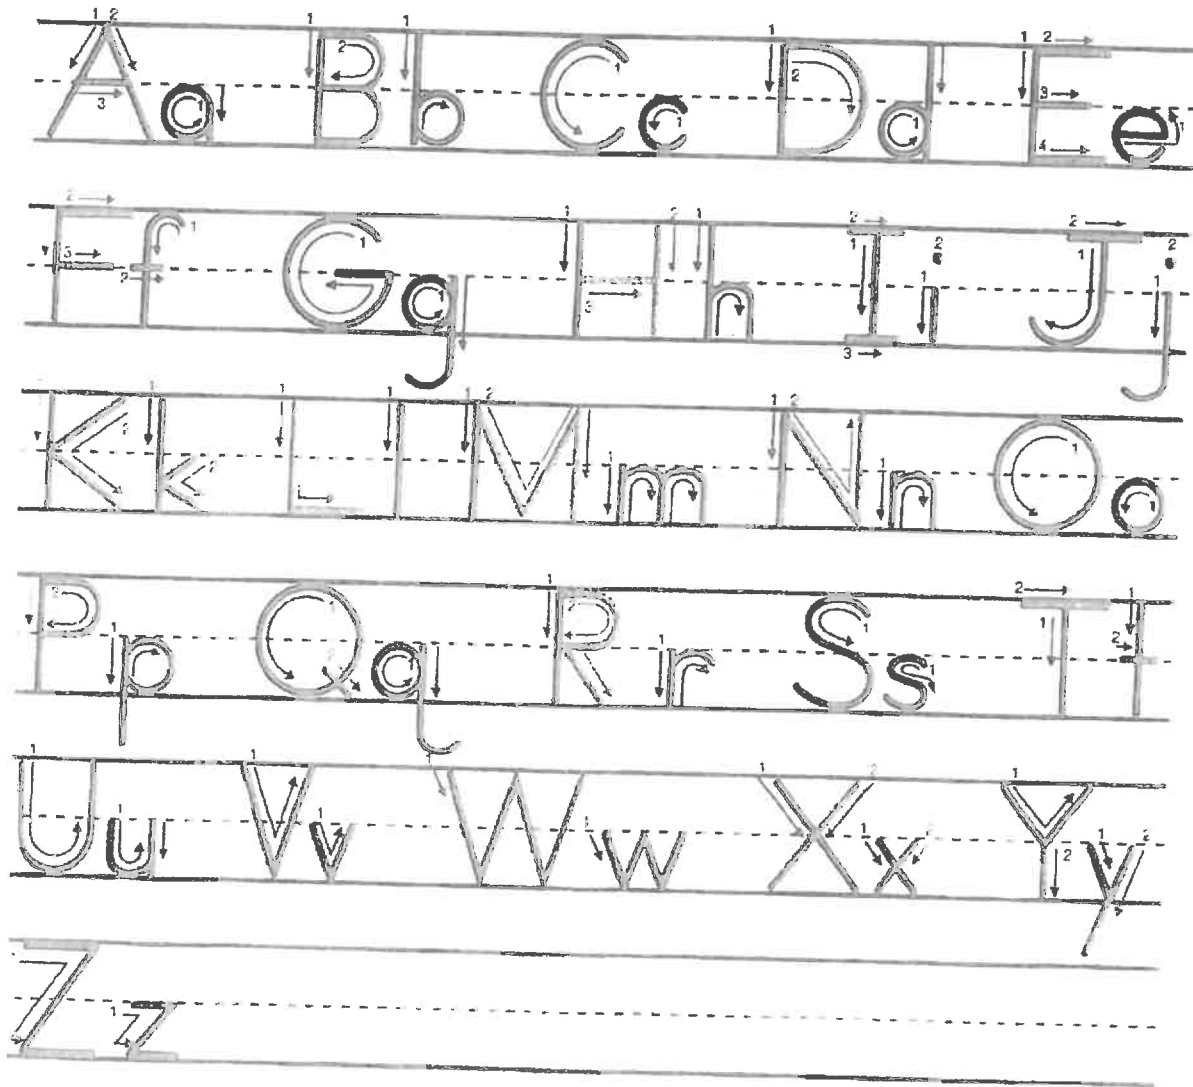 Aa Bb Cc Dd Ee
Ff Gg Hh Ii Jj
Kk Ll Mm Nn Oo
Pp Qq Rr Ss Tt
Uu Vv Ww Xx Yy
Zz